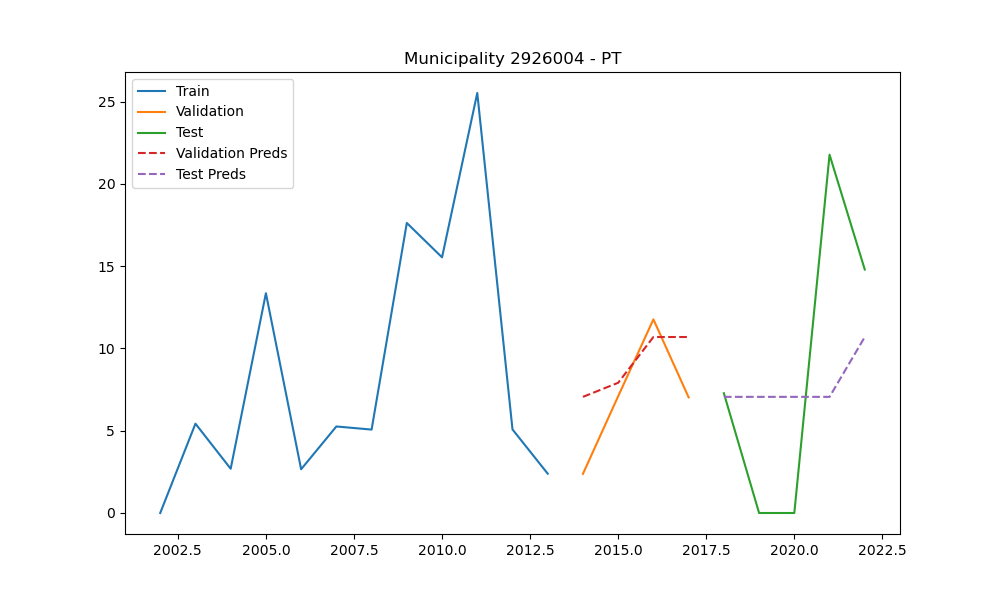 Municipality 2926004 - PT
Train
Validation
Test
Validation Preds
Test Preds
25
20
15
10
5
0
2002.5 2005.0 2007.5 2010.0 2012.5 2015.0 2017.5 2020.0 2022.5